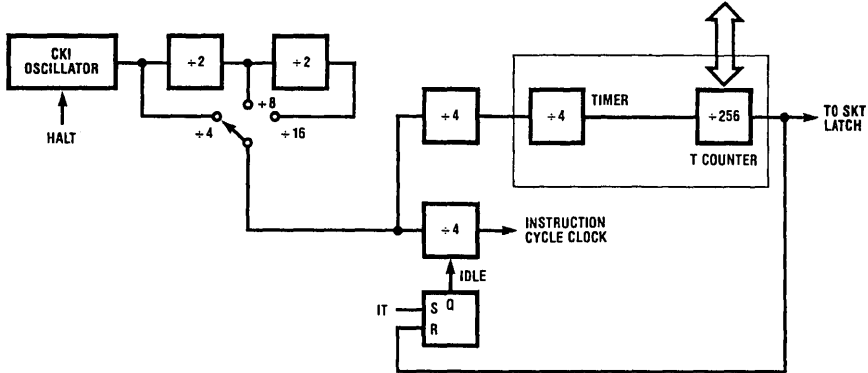 CKI
OSCILLATOR
÷2
÷2
HALT
÷4
÷8
÷16
÷4
÷4
TIMER
÷256
T COUNTER
TO SKT
LATCH
÷4
INSTRUCTION
CYCLE CLOCK
IDLE
IT
S
Q
R